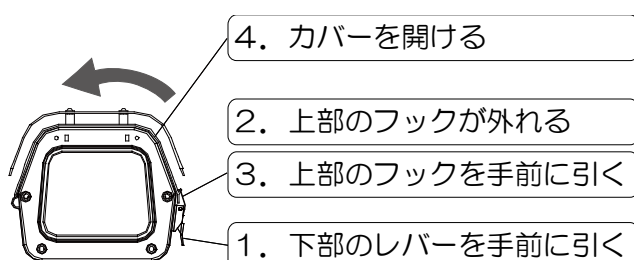 4．カバーを開ける
2．上部のフックが外れる
3．上部のフックを手前に引く
1．下部のレバーを手前に引く